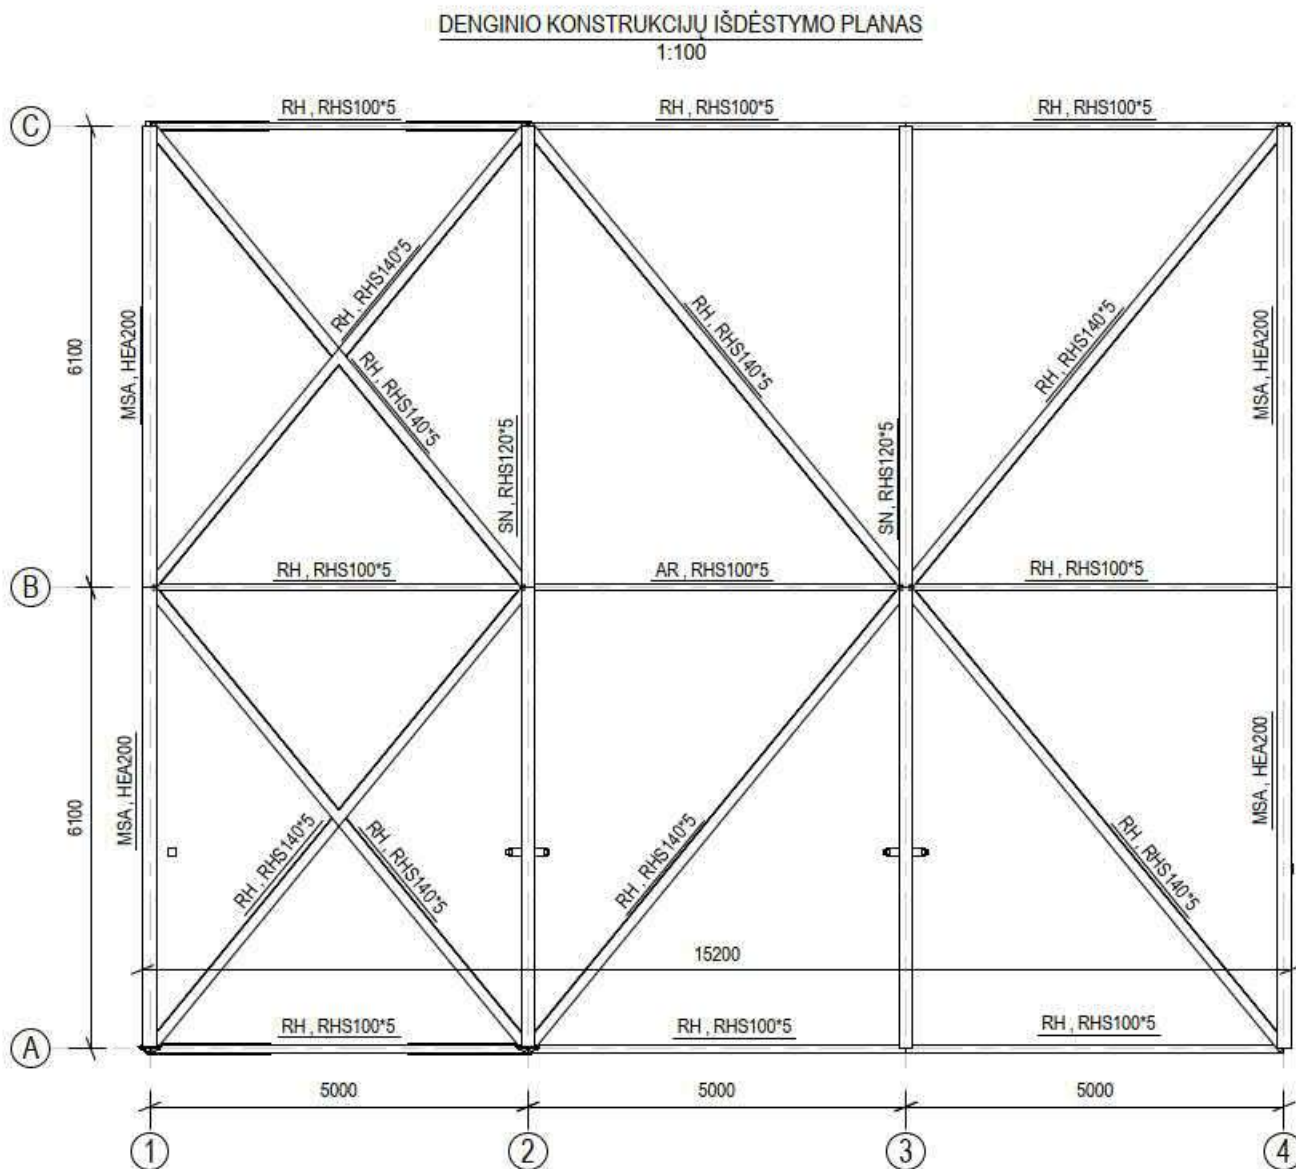 DENGINIO KONSTRUKCIJŲ IŠDĖSTYMO PLANAS
1:100
RH , RHS100*5
RH , RHS100*5
RH , RHS100*5
C
RH , RHS140*5
RH , RHS140*5
RH , RHS140*5
RH , RHS140*5
6100
MSA , HEA200
MSA , HEA200
SN , RHS120*5
SN , RHS120*5
RH , RHS100*5
AR , RHS100*5
RH , RHS100*5
B
6100
MSA , HEA200
MSA , HEA200
RH , RHS140*5
RH , RHS140*5
RH , RHS140*5
RH , RHS140*5
15200
RH , RHS100*5
RH , RHS100*5
RH , RHS100*5
A
5000
5000
5000
1
2
3
4